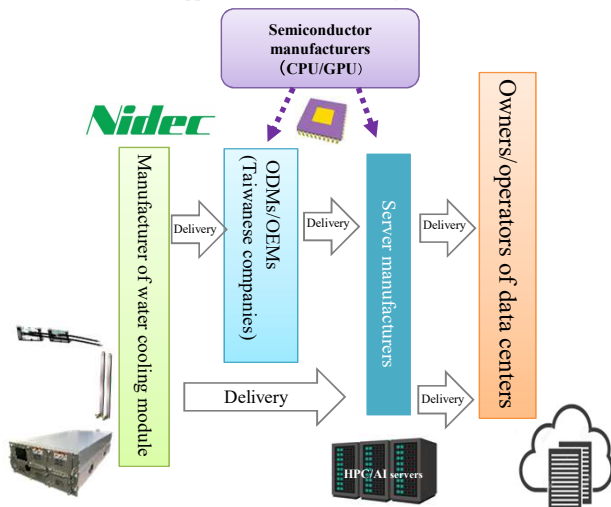 Semiconductor
manufacturers
（CPU/GPU）
Nidec
Manufacturer of water cooling module
Delivery
ODMs/OEMs
(Taiwanese companies)
Delivery
Server manufacturers
Delivery
Owners/operators of data centers
Delivery
Delivery
HPC/AI servers